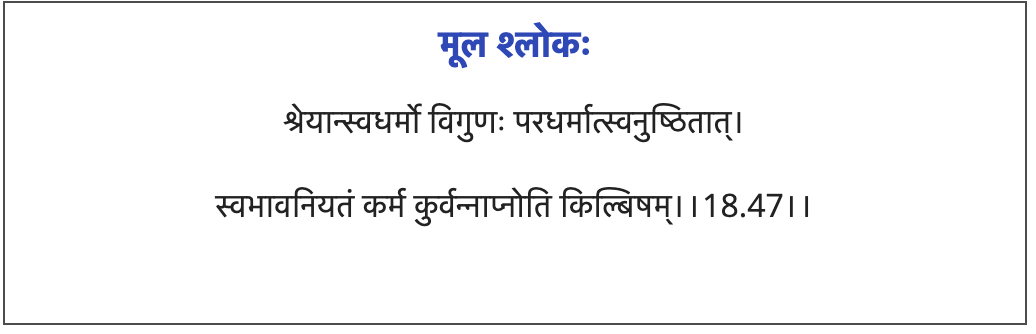 मूल श्लोकः
श्रेयान्स्वधर्मो विगुणः परधर्मात्स्वनुष्ठितात्।
स्वभावनियतं कर्म कुर्वन्नाप्नोति किल्बिषम्।।18.47।।